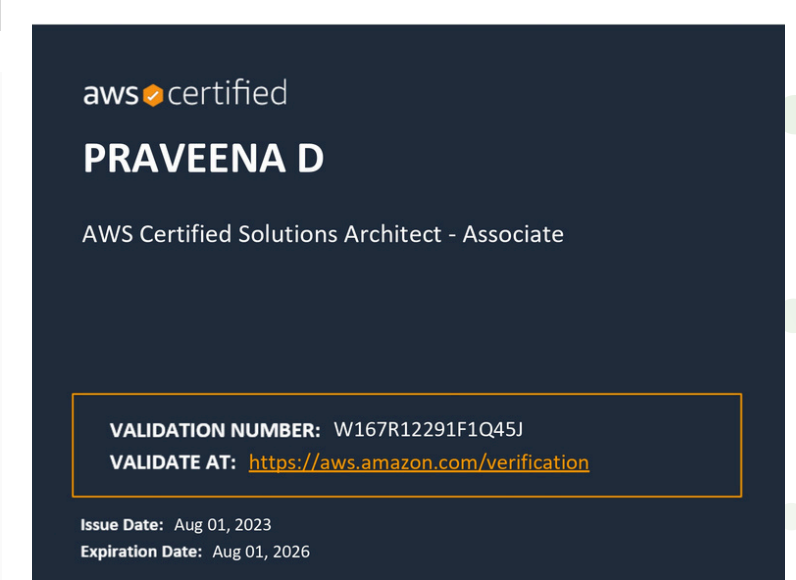 aws certified
PRAVEENA D
AWS Certified Solutions Architect - Associate
VALIDATION NUMBER: W167R12291F1Q45J
VALIDATE AT: https://aws.amazon.com/verification
Issue Date: Aug 01, 2023
Expiration Date: Aug 01, 2026